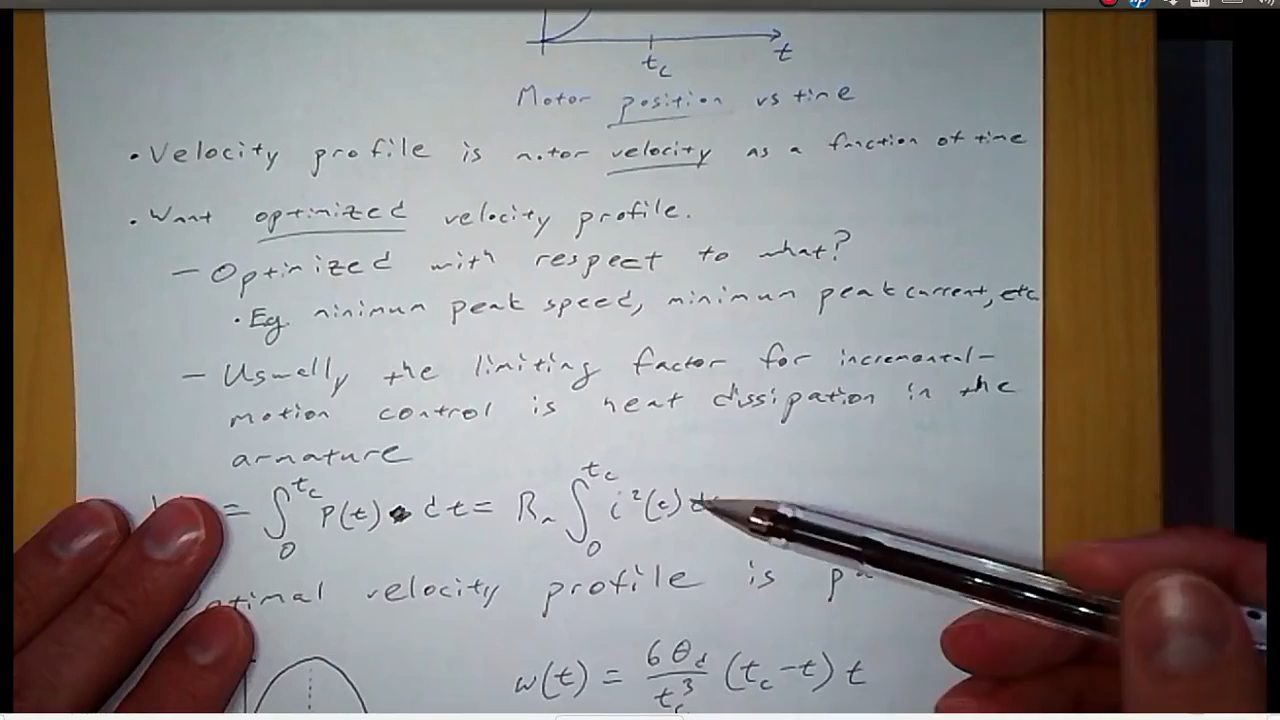 t
t_c
Motor position vs time
• Velocity profile is motor velocity as a function of time
• Want optimized velocity profile.
— Optimized with respect to what?
• Eg. minimum peak speed, minimum peak current, etc
— Usually the limiting factor for incremental-
motion control is heat dissipation in the
armature
= ∫₀^{t_c} P(t) • dt = R_m ∫₀^{t_c} i²(t)
velocity profile is
ω(t) = 6θ_d / t_c³ (t_c − t) t